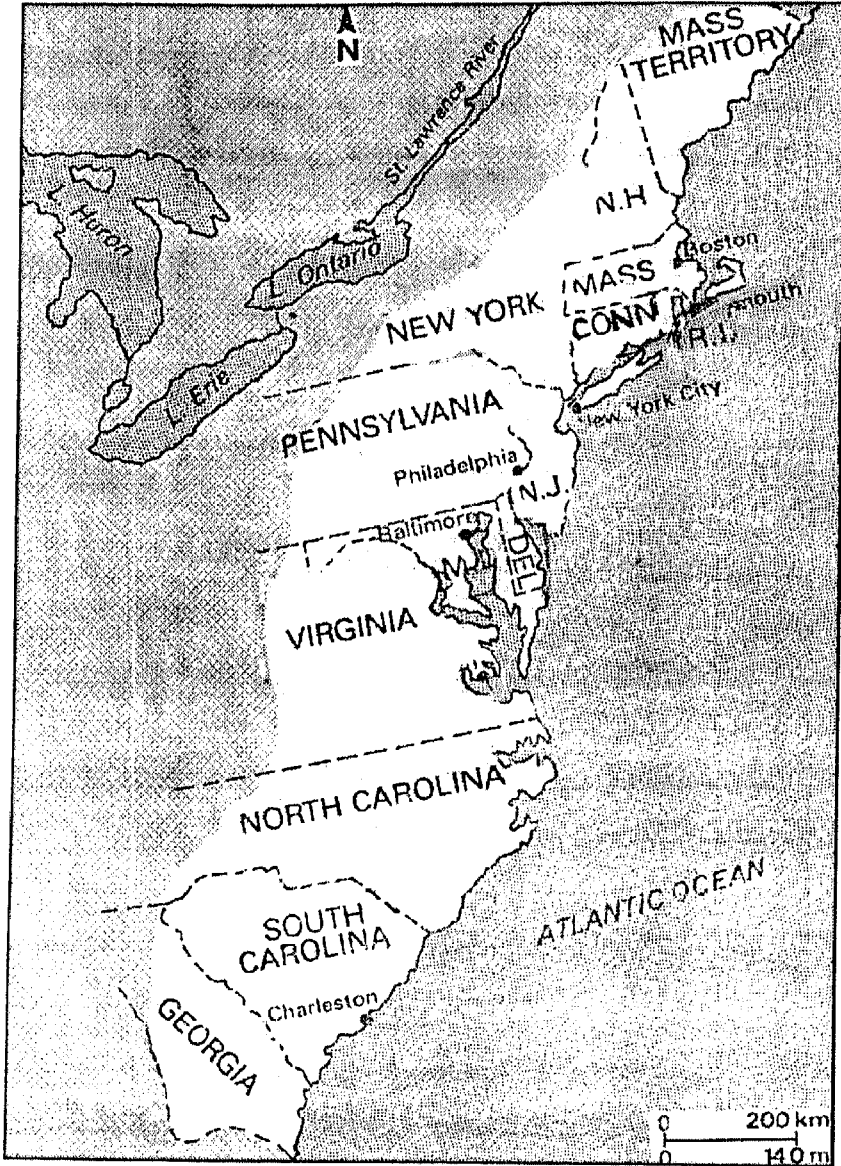 N
MASS
TERRITORY
St. Lawrance River
Huron
L. Ontario
N.H
Boston
MASS
NEW YORK
CONN
mouth
R.I.
L. Erie
New York City
PENNSYLVANIA
Philadelphia
N.J.
Baltimore
DEL
M
VIRGINIA
NORTH CAROLINA
ATLANTIC OCEAN
SOUTH
CAROLINA
Charleston
GEORGIA
0 200 km
0 140 m